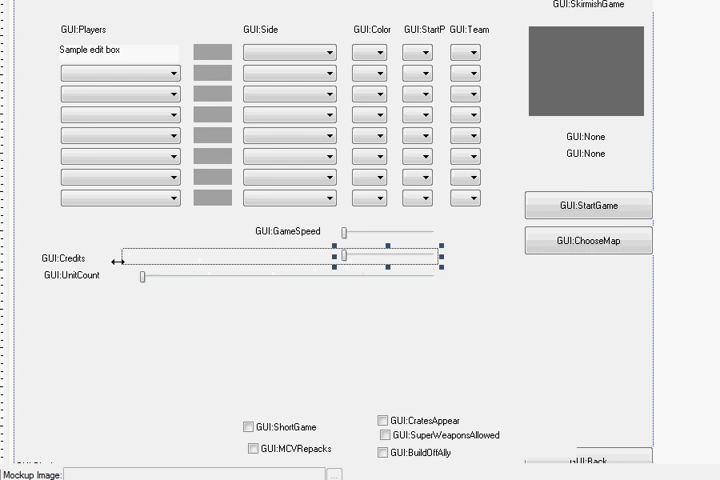 GUI:SkirmishGame
GUI:Players GUI:Side GUI:Color GUI:StartP GUI:Team
Sample edit box
GUI:None
GUI:None
GUI:StartGame
GUI:GameSpeed
GUI:ChooseMap
GUI:Credits
GUI:UnitCount
GUI:ShortGame GUI:CratesAppear
GUI:SuperWeaponsAllowed
GUI:MCVRepacks GUI:BuildOffAlly
GUI:Back
Mockup Image: ...